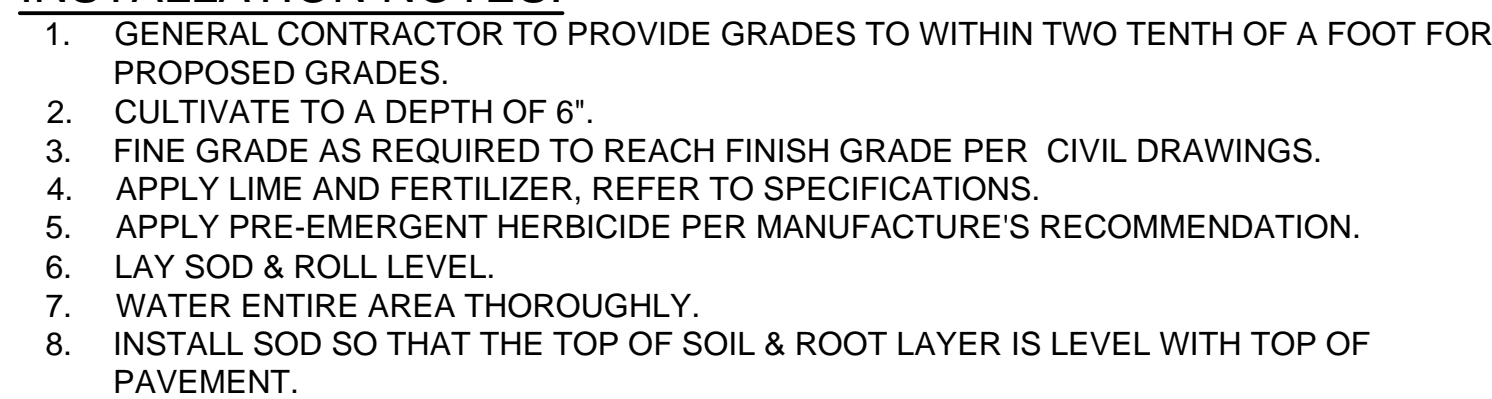 INSTALLATION NOTES:
1. GENERAL CONTRACTOR TO PROVIDE GRADES TO WITHIN TWO TENTH OF A FOOT FOR
PROPOSED GRADES.
2. CULTIVATE TO A DEPTH OF 6".
3. FINE GRADE AS REQUIRED TO REACH FINISH GRADE PER CIVIL DRAWINGS.
4. APPLY LIME AND FERTILIZER, REFER TO SPECIFICATIONS.
5. APPLY PRE-EMERGENT HERBICIDE PER MANUFACTURE'S RECOMMENDATION.
6. LAY SOD & ROLL LEVEL.
7. WATER ENTIRE AREA THOROUGHLY.
8. INSTALL SOD SO THAT THE TOP OF SOIL & ROOT LAYER IS LEVEL WITH TOP OF
PAVEMENT.